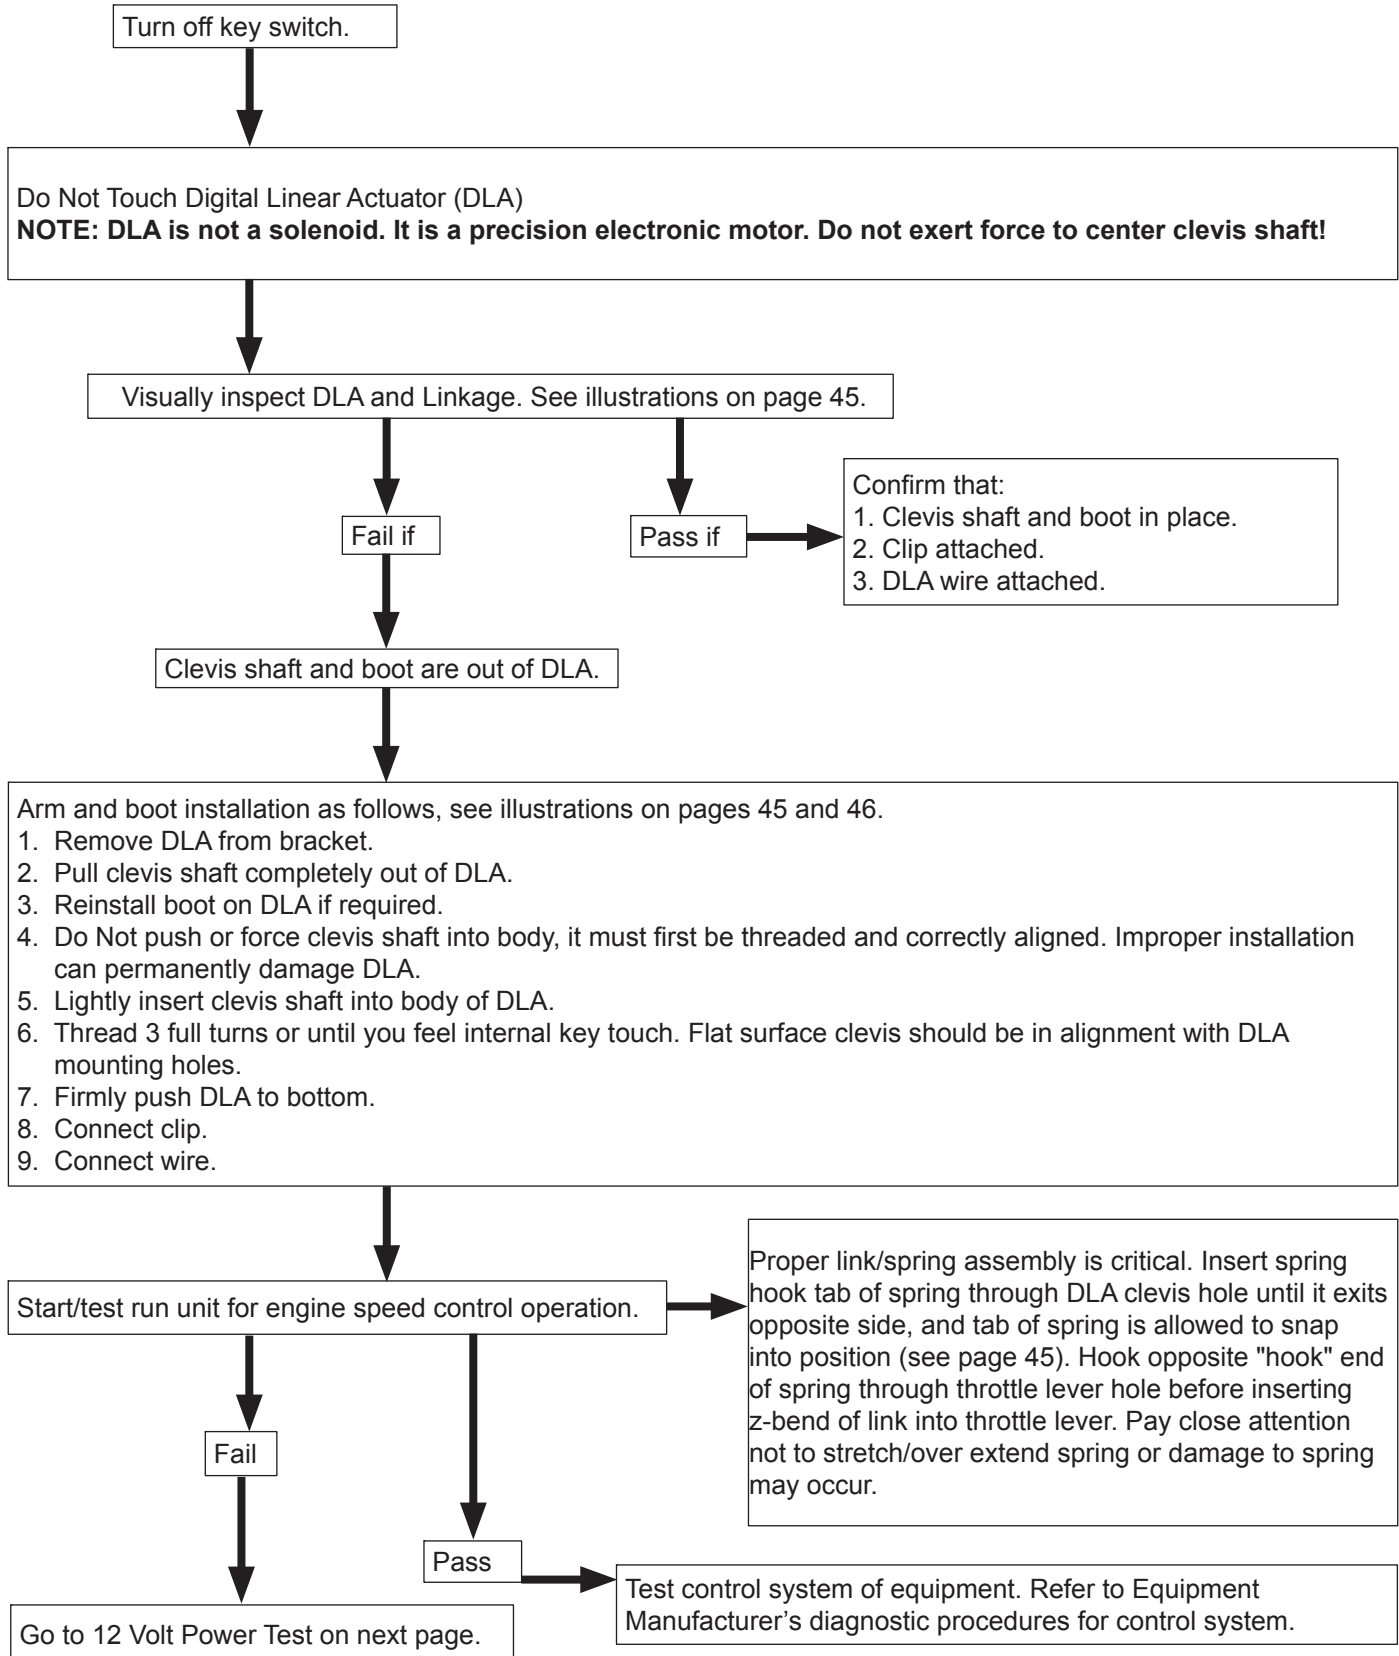 Turn off key switch.
Do Not Touch Digital Linear Actuator (DLA)
NOTE: DLA is not a solenoid. It is a precision electronic motor. Do not exert force to center clevis shaft!
Visually inspect DLA and Linkage. See illustrations on page 45.
Fail if
Pass if
Confirm that:
1. Clevis shaft and boot in place.
2. Clip attached.
3. DLA wire attached.
Clevis shaft and boot are out of DLA.
Arm and boot installation as follows, see illustrations on pages 45 and 46.
1. Remove DLA from bracket.
2. Pull clevis shaft completely out of DLA.
3. Reinstall boot on DLA if required.
4. Do Not push or force clevis shaft into body, it must first be threaded and correctly aligned. Improper installation
can permanently damage DLA.
5. Lightly insert clevis shaft into body of DLA.
6. Thread 3 full turns or until you feel internal key touch. Flat surface clevis should be in alignment with DLA
mounting holes.
7. Firmly push DLA to bottom.
8. Connect clip.
9. Connect wire.
Start/test run unit for engine speed control operation.
Proper link/spring assembly is critical. Insert spring
hook tab of spring through DLA clevis hole until it exits
opposite side, and tab of spring is allowed to snap
into position (see page 45). Hook opposite "hook" end
of spring through throttle lever hole before inserting
z-bend of link into throttle lever. Pay close attention
not to stretch/over extend spring or damage to spring
may occur.
Fail
Pass
Test control system of equipment. Refer to Equipment
Manufacturer’s diagnostic procedures for control system.
Go to 12 Volt Power Test on next page.